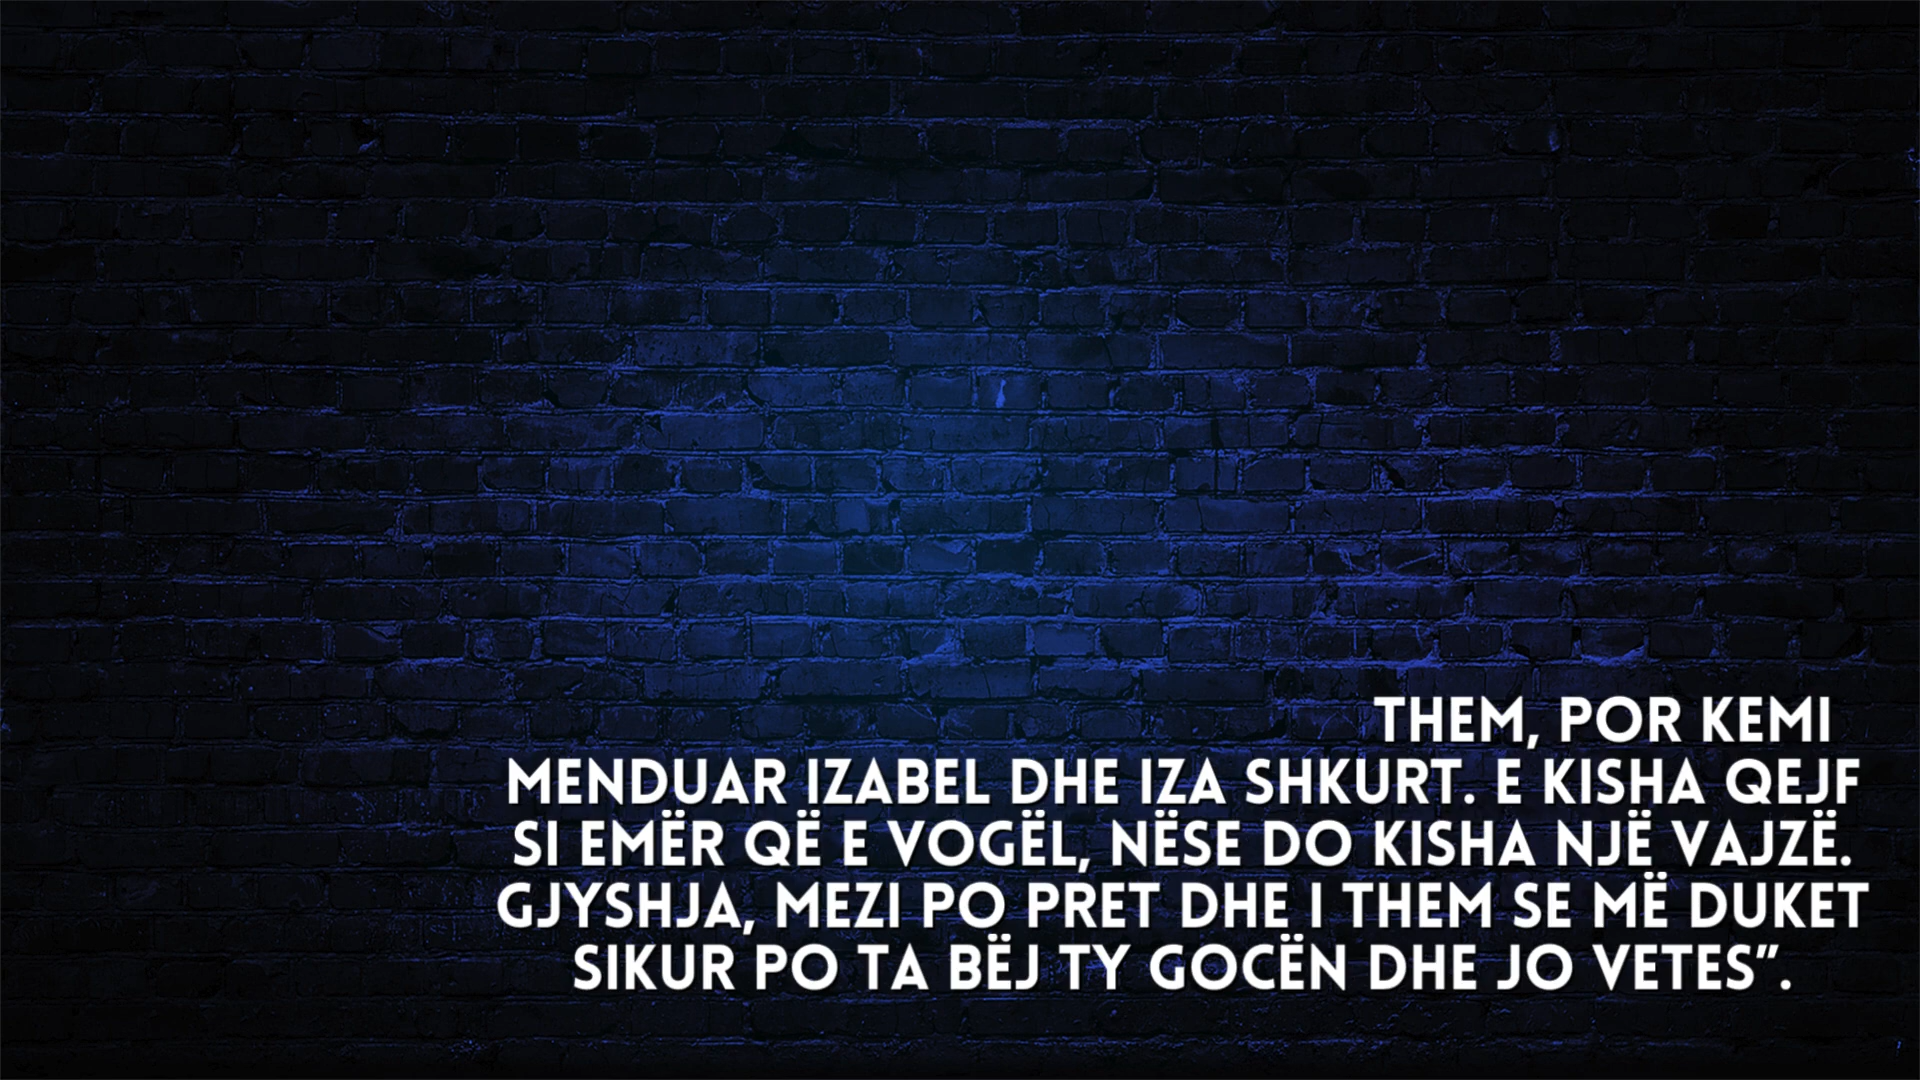 THEM, POR KEMI
MENDUAR IZABEL DHE IZA SHKURT. E KISHA QEJF
SI EMËR QË E VOGËL, NËSE DO KISHA NJË VAJZË.
GJYSHJA, MEZI PO PRET DHE I THEM SE MË DUKET
SIKUR PO TA BËJ TY GOCËN DHE JO VETES”.